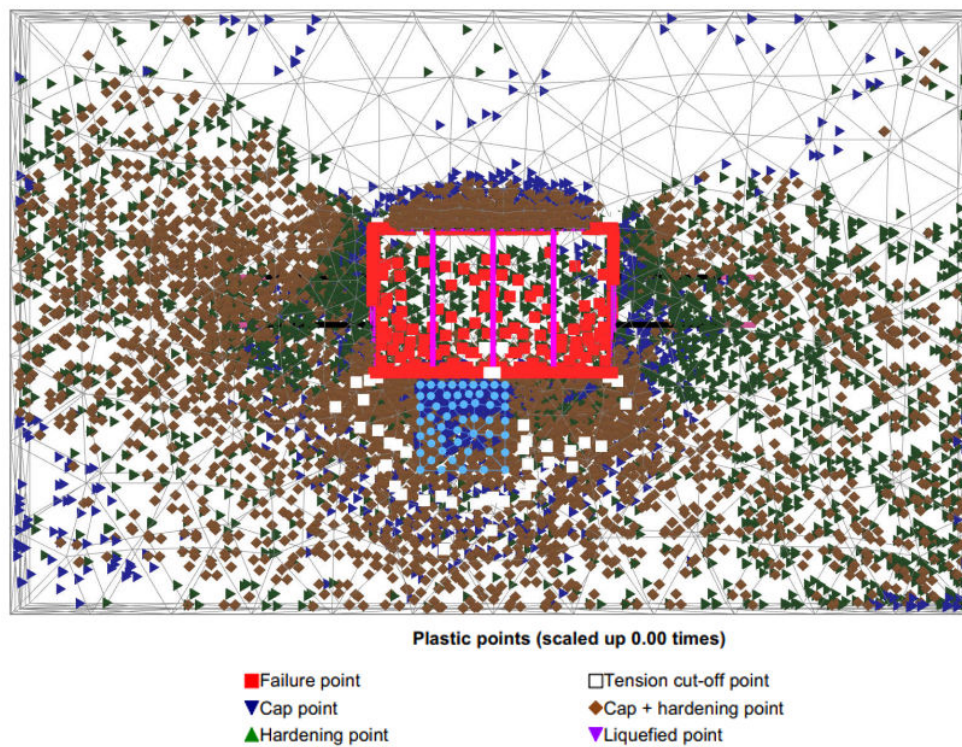 Plastic points (scaled up 0.00 times)
Failure point
Tension cut-off point
Cap point
Cap + hardening point
Hardening point
Liquefied point